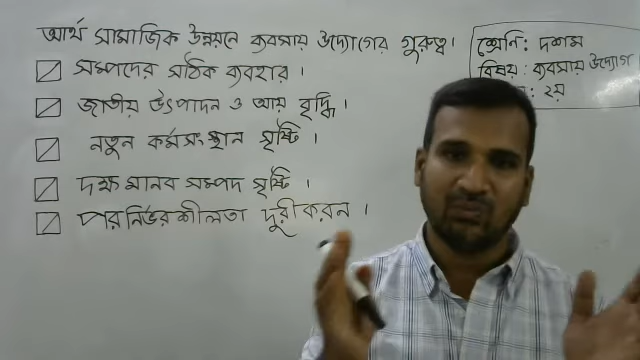 আর্থ সামাজিক উন্নয়নে ব্যবসায় উদ্যোগের গুরুত্ব।
সম্পদের সঠিক ব্যবহার।
জাতীয় উৎপাদন ও আয় বৃদ্ধি।
নতুন কর্মসংস্থান সৃষ্টি।
দক্ষ মানব সম্পদ সৃষ্টি।
পরনির্ভরশীলতা দূরীকরন।
শ্রেণি: দশম
বিষয়: ব্যবসায় উদ্যোগ
: ২য়